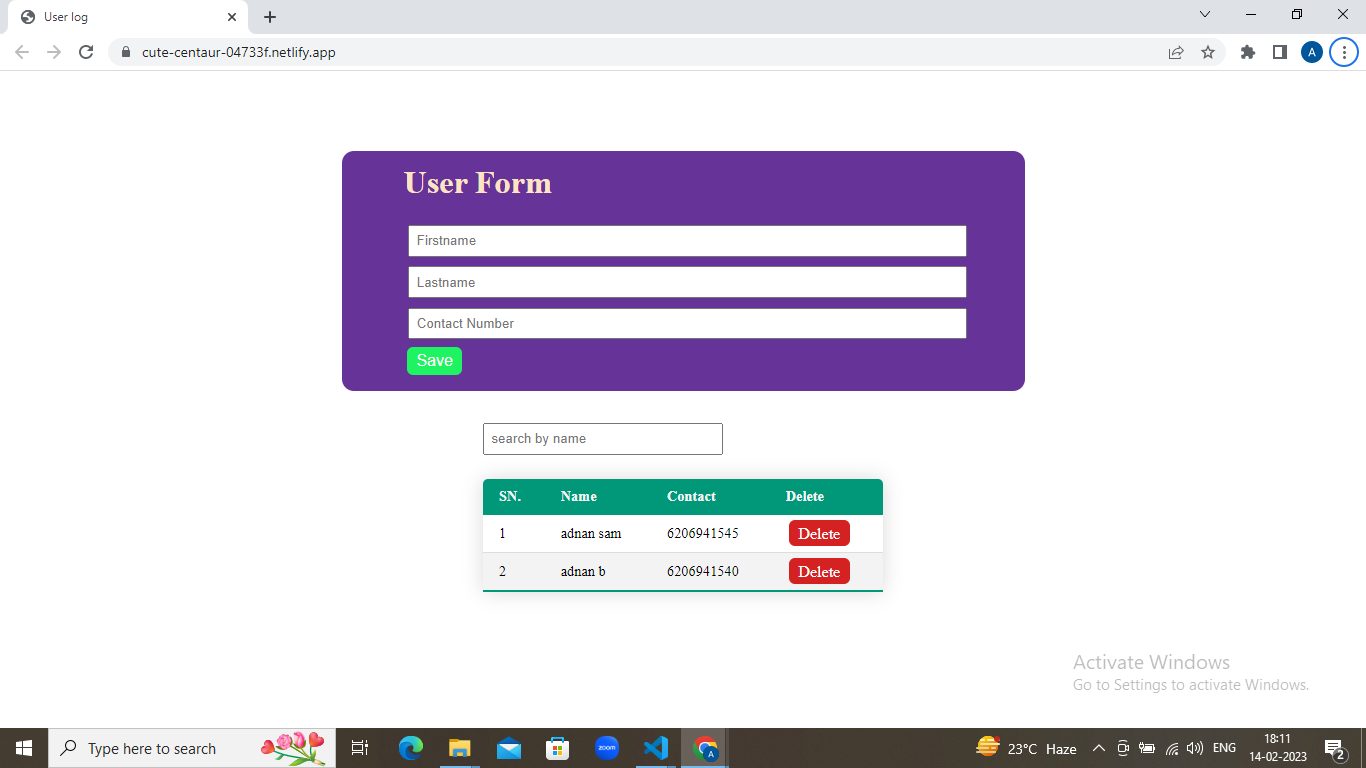 User log
cute-centaur-04733f.netlify.app
A
User Form
Firstname
Lastname
Contact Number
Save
search by name
SN. Name Contact Delete
1 adnan sam 6206941545 Delete
2 adnan b 6206941540 Delete
Activate Windows
Go to Settings to activate Windows.
Type here to search
zoom
A
23°C Haze
ENG
18:11
14-02-2023
2